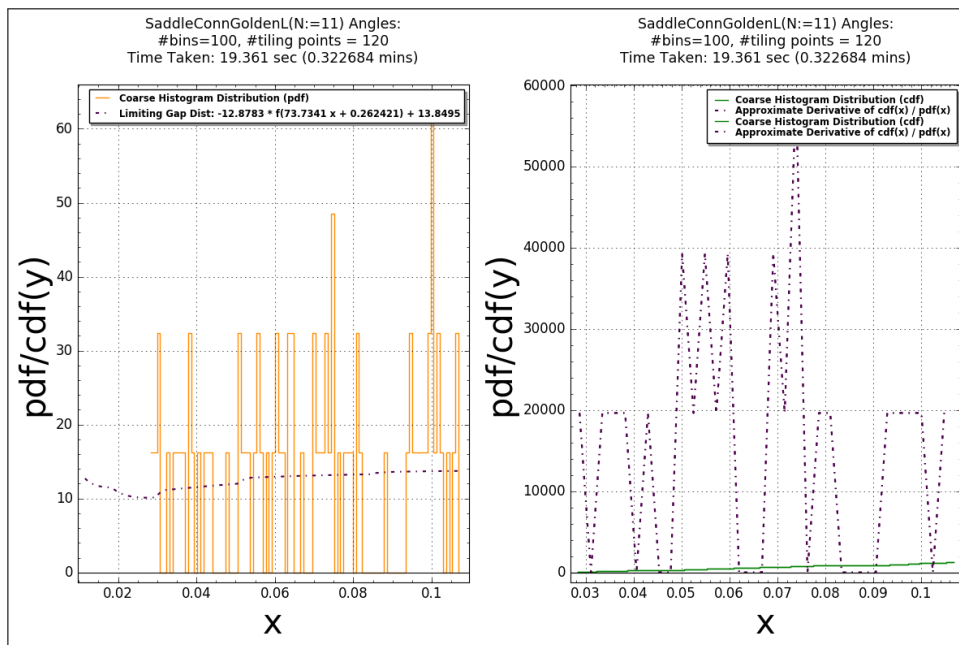 SaddleConnGoldenL(N:=11) Angles:
#bins=100, #tiling points = 120
Time Taken: 19.361 sec (0.322684 mins)
Coarse Histogram Distribution (pdf)
Limiting Gap Dist: -12.8783 * f(73.7341 x + 0.262421) + 13.8495
pdf/cdf(y)
60
50
40
30
20
10
0
0.02
0.04
0.06
0.08
0.1
x
SaddleConnGoldenL(N:=11) Angles:
#bins=100, #tiling points = 120
Time Taken: 19.361 sec (0.322684 mins)
Coarse Histogram Distribution (cdf)
Approximate Derivative of cdf(x) / pdf(x)
Coarse Histogram Distribution (cdf)
Approximate Derivative of cdf(x) / pdf(x)
pdf/cdf(y)
60000
50000
40000
30000
20000
10000
0
0.03
0.04
0.05
0.06
0.07
0.08
0.09
0.1
x